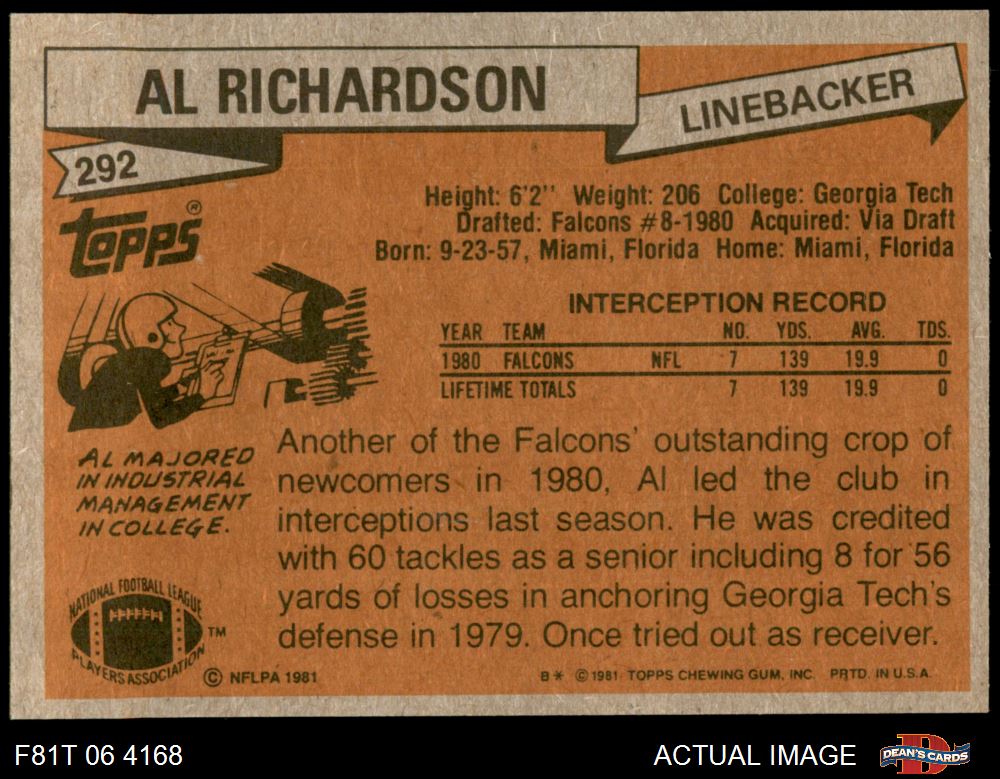 AL RICHARDSON
LINEBACKER
292
TOPPS®
Height: 6'2'' Weight: 206 College: Georgia Tech
Drafted: Falcons #8-1980 Acquired: Via Draft
Born: 9-23-57, Miami, Florida Home: Miami, Florida
INTERCEPTION RECORD
YEAR TEAM NO. YDS. AVG. TDS.
1980 FALCONS NFL 7 139 19.9 0
LIFETIME TOTALS 7 139 19.9 0
AL MAJORED
IN INDUSTRIAL
MANAGEMENT
IN COLLEGE.
Another of the Falcons' outstanding crop of
newcomers in 1980, Al led the club in
interceptions last season. He was credited
with 60 tackles as a senior including 8 for 56
yards of losses in anchoring Georgia Tech's
defense in 1979. Once tried out as receiver.
NATIONAL FOOTBALL LEAGUE
PLAYERS ASSOCIATION
TM
© NFLPA 1981
B* ©1981 TOPPS CHEWING GUM, INC. PRTD. IN U.S.A.
F81T 06 4168
ACTUAL IMAGE
DEAN'S CARDS